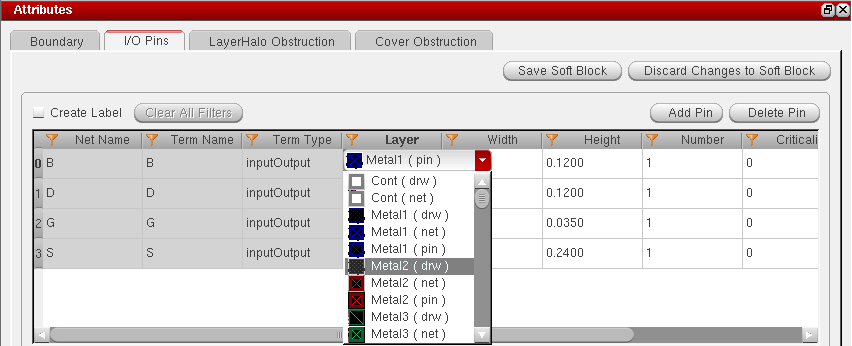 Attributes
Boundary I/O Pins LayerHalo Obstruction Cover Obstruction
Save Soft Block Discard Changes to Soft Block
Create Label Clear All Filters Add Pin Delete Pin
Net Name Term Name Term Type Layer Width Height Number Criticali
0 B B inputOutput Metal1 ( pin ) 0.1200 1 0
Cont ( drw )
1 D D inputOutput 0.1200 1 0
Cont ( net )
Metal1 ( drw )
2 G G inputOutput 0.0350 1 0
Metal1 ( net )
Metal1 ( pin )
3 S S inputOutput 0.2400 1 0
Metal2 ( drw )
Metal2 ( net )
Metal2 ( pin )
Metal3 ( drw )
Metal3 ( net )